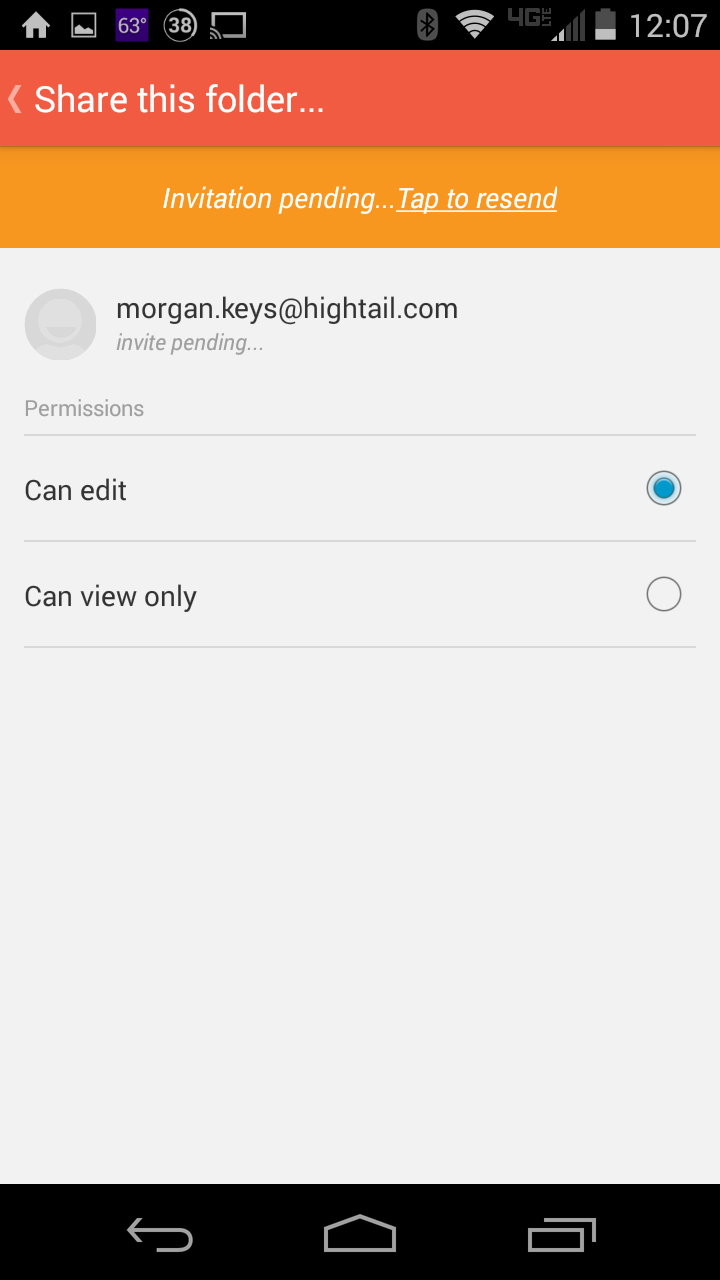 63° 38 4G LTE 12:07
Share this folder...
Invitation pending...Tap to resend
morgan.keys@hightail.com
invite pending...
Permissions
Can edit
Can view only